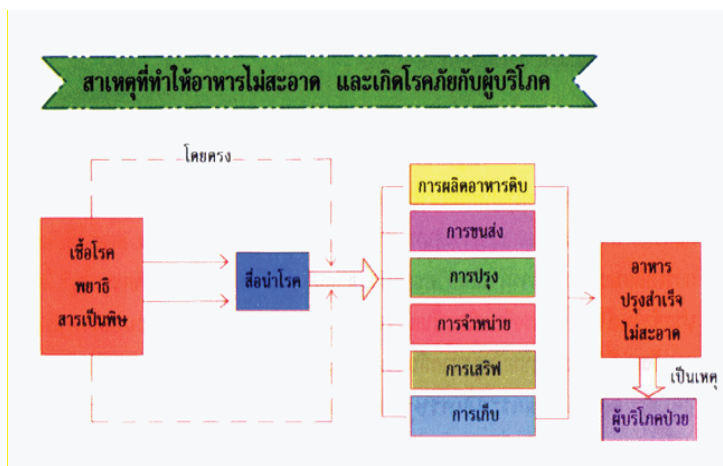 สาเหตุที่ทำให้อาหารไม่สะอาด และเกิดโรคภัยกับผู้บริโภค
โดยตรง
เชื้อโรค
พยาธิ
สารเป็นพิษ
สื่อนำโรค
การผลิตอาหารดิบ
การขนส่ง
การปรุง
การจำหน่าย
การเสริฟ
การเก็บ
อาหาร
ปรุงสำเร็จ
ไม่สะอาด
เป็นเหตุ
ผู้บริโภคป่วย